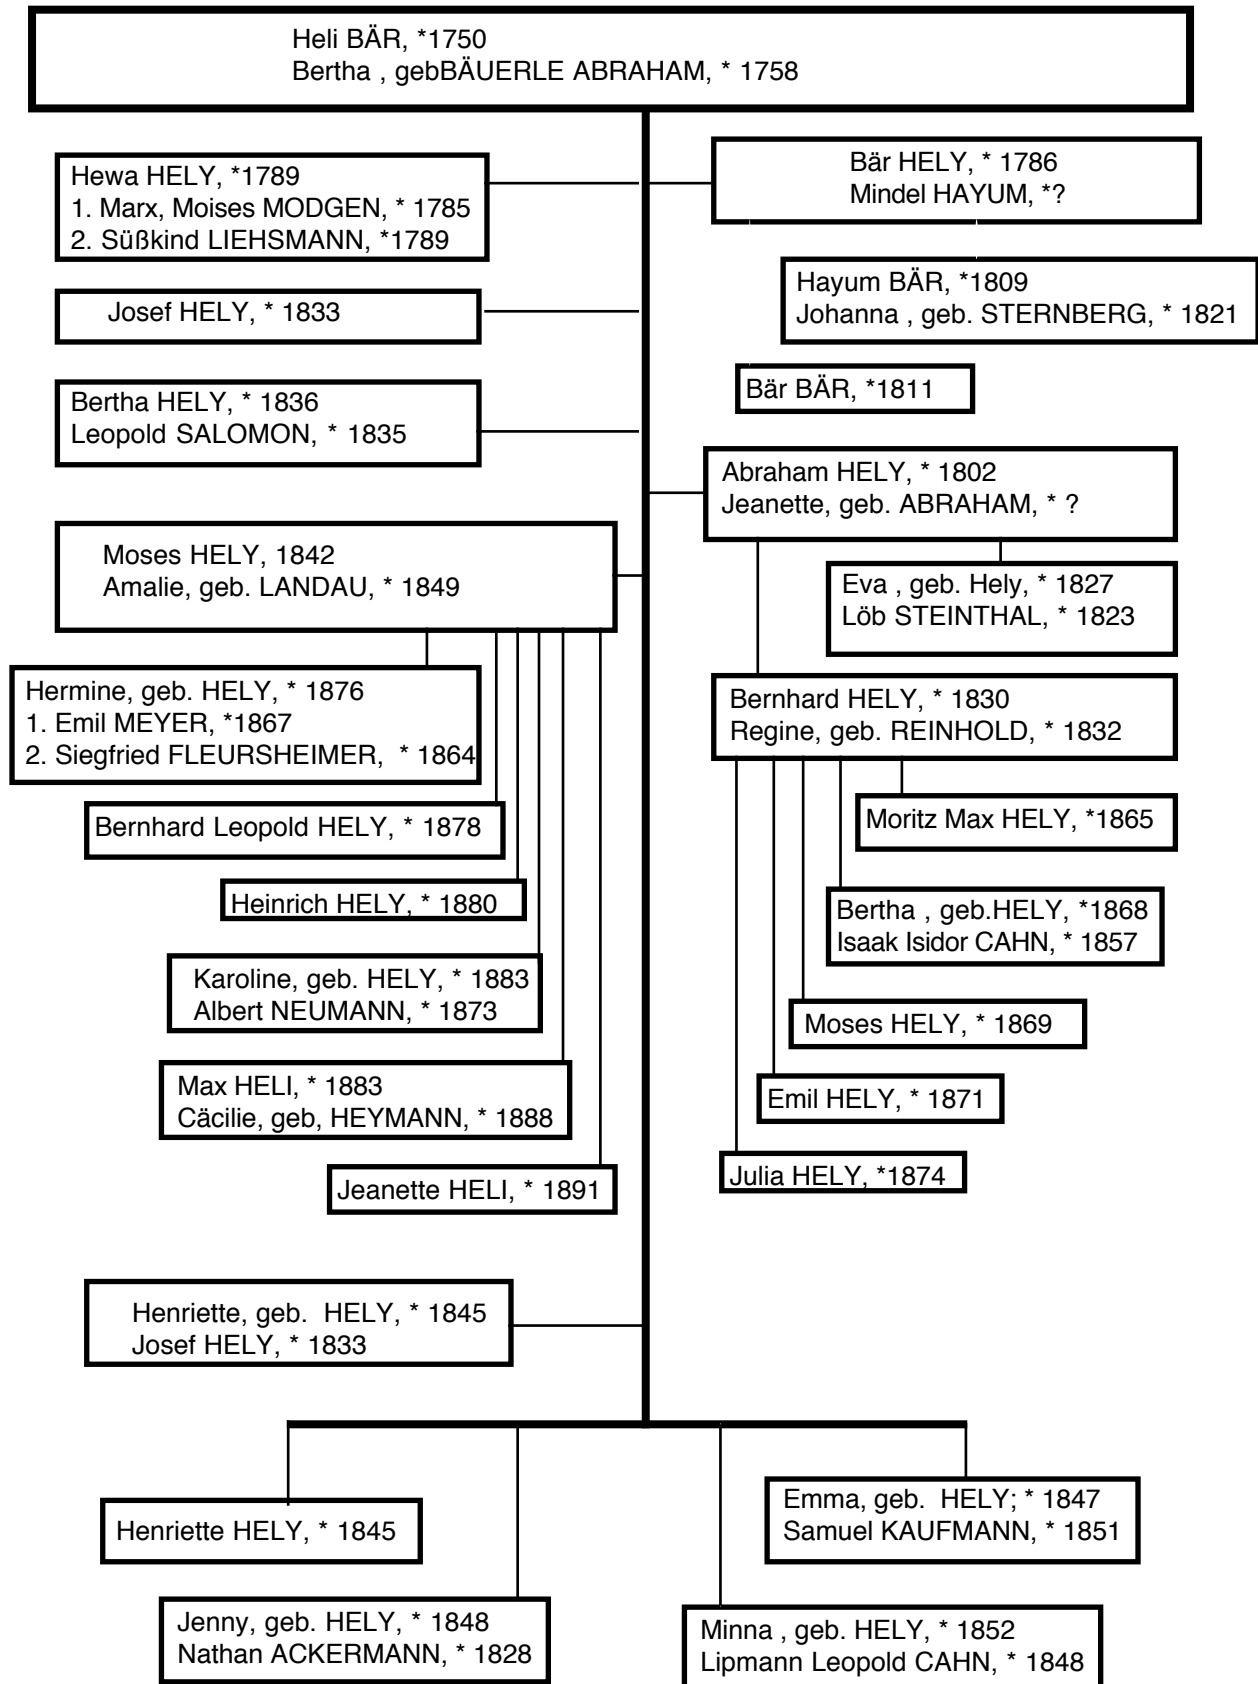 Heli BÄR, *1750
Bertha , gebBÄUERLE ABRAHAM, * 1758
Hewa HELY, *1789
1. Marx, Moises MODGEN, * 1785
2. Süßkind LIEHSMANN, *1789
Bär HELY, * 1786
Mindel HAYUM, *?
Hayum BÄR, *1809
Johanna , geb. STERNBERG, * 1821
Josef HELY, * 1833
Bär BÄR, *1811
Bertha HELY, * 1836
Leopold SALOMON, * 1835
Abraham HELY, * 1802
Jeanette, geb. ABRAHAM, * ?
Moses HELY, 1842
Amalie, geb. LANDAU, * 1849
Eva , geb. Hely, * 1827
Löb STEINTHAL, * 1823
Hermine, geb. HELY, * 1876
1. Emil MEYER, *1867
2. Siegfried FLEURSHEIMER, * 1864
Bernhard HELY, * 1830
Regine, geb. REINHOLD, * 1832
Bernhard Leopold HELY, * 1878
Moritz Max HELY, *1865
Heinrich HELY, * 1880
Bertha , geb.HELY, *1868
Isaak Isidor CAHN, * 1857
Karoline, geb. HELY, * 1883
Albert NEUMANN, * 1873
Moses HELY, * 1869
Max HELI, * 1883
Cäcilie, geb, HEYMANN, * 1888
Emil HELY, * 1871
Jeanette HELI, * 1891
Julia HELY, *1874
Henriette, geb. HELY, * 1845
Josef HELY, * 1833
Henriette HELY, * 1845
Emma, geb. HELY; * 1847
Samuel KAUFMANN, * 1851
Jenny, geb. HELY, * 1848
Nathan ACKERMANN, * 1828
Minna , geb. HELY, * 1852
Lipmann Leopold CAHN, * 1848